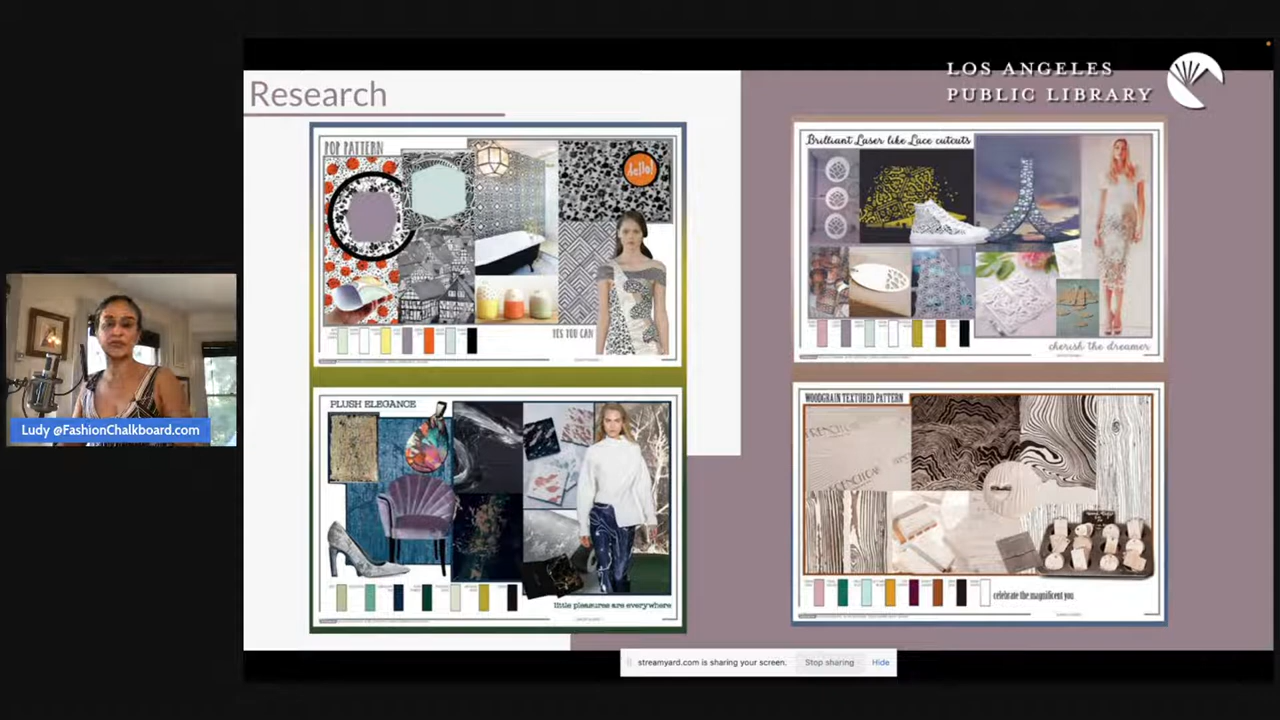 LOS ANGELES
PUBLIC LIBRARY
Research
POP PATTERN
hello!
YES YOU CAN
Brilliant Laser like Lace cutouts
cherish the dreamer
PLUSH ELEGANCE
little pleasures are everywhere
WOODGRAIN TEXTURED PATTERN
celebrate the magnificent you
Ludy @FashionChalkboard.com
streamyard.com is sharing your screen.
Stop sharing
Hide